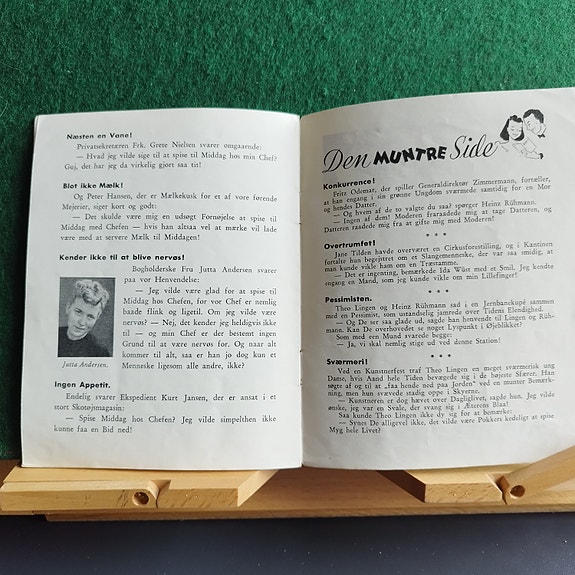 Næsten en Vane!
Privatsekretæren Frk. Grete Nielsen svarer omgaaende:
— Hvad jeg vilde sige til at spise til Middag hos min Chef?
Guj, det har jeg da virkelig gjort saa tit!
Blot ikke Mælk!
Og Peter Hansen, der er Mælkekusk for et af vore førende
Mejerier, siger kort og godt:
— Det skulde være mig en udsøgt Fornøjelse at spise til
Middag med Chefen — hvis han altsaa vel at mærke vil lade
være med at servere Mælk til Middagen!
Kender ikke til at blive nervøs!
Bogholderske Fru Jutta Andersen svarer
paa vor Henvendelse:
— Jeg vilde være glad for at spise til
Middag hos Chefen, for vor Chef er nemlig
baade flink og ligetil. Om jeg vilde være
nervøs? — Nej, det kender jeg heldigvis ikke
til — og min Chef er der bestemt ingen
Grund til at være nervøs for. Og naar alt
kommer til alt, saa er han jo dog kun et
Menneske ligesom alle andre, ikke?
Jutta Andersen.
Ingen Appetit.
Endelig svarer Ekspedient Kurt Jansen, der er ansat i et
stort Skotøjsmagasin:
— Spise Middag hos Chefen? Jeg vilde simpelthen ikke
kunne faa en Bid ned!
Den MUNTRE Side
Konkurrence!
Fritz Odemar, der spiller Generaldirektør Zimmermann, fortæller,
at han engang i sin grønne Ungdom sværmede samtidig for en Mor
og hendes Datter.
— Og hvem af de to valgte du saa? spørger Heinz Rühmann.
— Ingen af dem! Moderen fraraadede mig at tage Datteren, og
Datteren raadede mig fra at gifte mig med Moderen!
* * *
Overtrumfet!
Jane Tilden havde overværet en Cirkusforestilling, og i Kantinen
fortalte hun begejstret om et Slangemenneske, der var saa smidig, at
man kunde vikle ham om en Træstamme.
— Det er ingenting, bemærkede Ida Wüst med et Smil. Jeg kendte
engang en Mand, som jeg kunde vikle om min Lillefinger!
* * *
Pessimisten.
Theo Lingen og Heinz Rühmann sad i en Jernbanekupé sammen
med en Pessimist, som ustandselig jamrede over Tidens Elendighed.
— Og De ser saa glade ud, sagde han henvendt til Lingen og Rüh-
mann. Kan De overhovedet se noget Lyspunkt i Øjeblikket?
Som med een Mund svarede begge:
— Ja, vi skal nemlig stige ud ved denne Station!
* * *
Sværmeri!
Ved en Kunstnerfest traf Theo Lingen en meget sværmerisk ung
Dame, hvis Aand hele Tiden bevægede sig i de højeste Sfærer. Han
søgte af og til at „faa hende ned paa Jorden" ved en munter Bemærk-
ning, men hun svævede stadig oppe i Skyerne.
— Kunstneren er dog hævet over Dagliglivet, sagde hun. Jeg vilde
ønske, jeg var en Svale, der svang sig i Æterens Blaa!
Saa kunde Theo Lingen ikke dy sig for at bemærke:
— Synes De alligevel ikke, det vilde være Pokkers kedeligt at spise
Myg hele Livet?